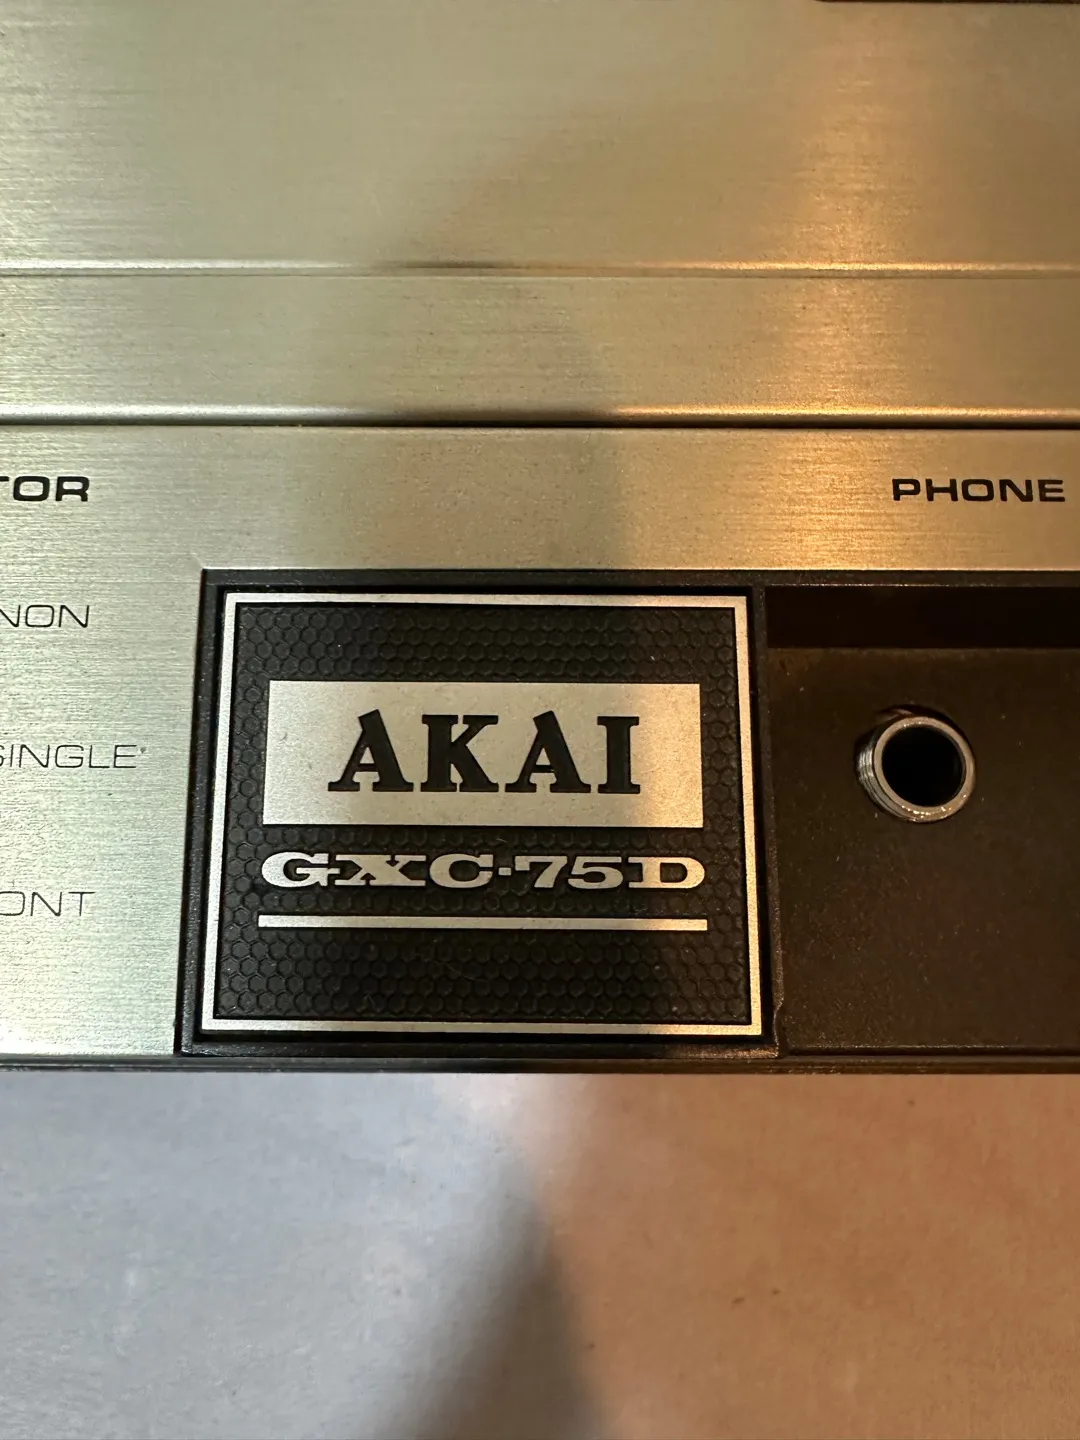 TOR
PHONE
NON
SINGLE
ONT
AKAI
GXC-75D